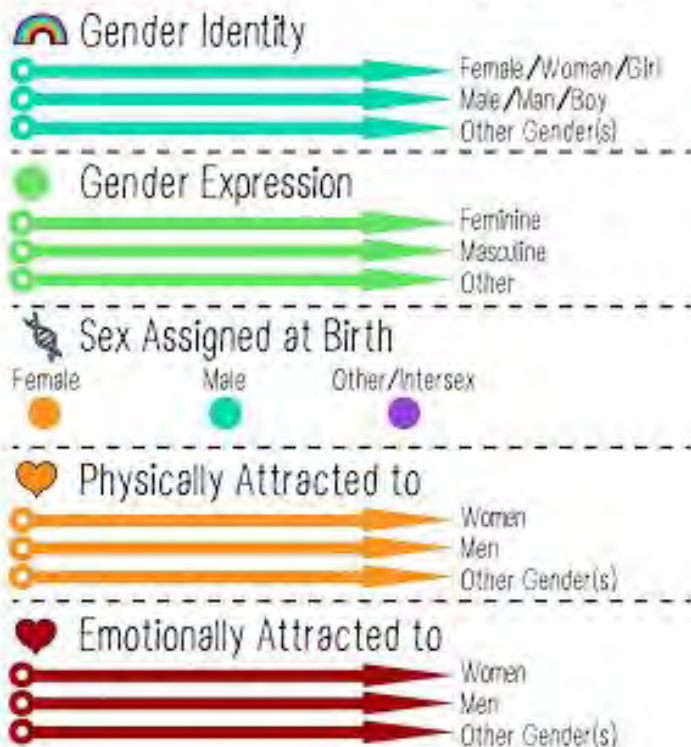 Gender Identity
Female/Woman/Girl
Male/Man/Boy
Other Gender(s)
Gender Expression
Feminine
Masculine
Other
Sex Assigned at Birth
Female Male Other/Intersex
Physically Attracted to
Women
Men
Other Gender(s)
Emotionally Attracted to
Women
Men
Other Gender(s)